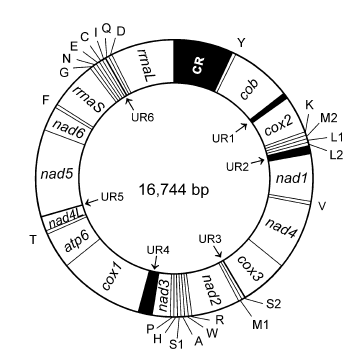 CR
Y
cob
UR1
cox2
K
M2
L1
L2
UR2
nad1
V
nad4
cox3
UR3
S2
M1
nad2
R
W
A
S1
H
P
nad3
UR4
cox1
atp6
T
nad4L
UR5
nad5
nad6
F
rrnaS
G
N
E
C
I
Q
D
UR6
rrnaL
16,744 bp